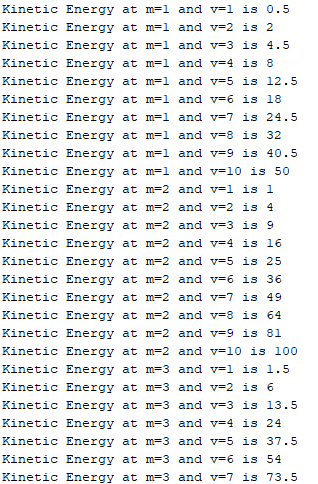 Kinetic Energy at m=1 and v=1 is 0.5
Kinetic Energy at m=1 and v=2 is 2
Kinetic Energy at m=1 and v=3 is 4.5
Kinetic Energy at m=1 and v=4 is 8
Kinetic Energy at m=1 and v=5 is 12.5
Kinetic Energy at m=1 and v=6 is 18
Kinetic Energy at m=1 and v=7 is 24.5
Kinetic Energy at m=1 and v=8 is 32
Kinetic Energy at m=1 and v=9 is 40.5
Kinetic Energy at m=1 and v=10 is 50
Kinetic Energy at m=2 and v=1 is 1
Kinetic Energy at m=2 and v=2 is 4
Kinetic Energy at m=2 and v=3 is 9
Kinetic Energy at m=2 and v=4 is 16
Kinetic Energy at m=2 and v=5 is 25
Kinetic Energy at m=2 and v=6 is 36
Kinetic Energy at m=2 and v=7 is 49
Kinetic Energy at m=2 and v=8 is 64
Kinetic Energy at m=2 and v=9 is 81
Kinetic Energy at m=2 and v=10 is 100
Kinetic Energy at m=3 and v=1 is 1.5
Kinetic Energy at m=3 and v=2 is 6
Kinetic Energy at m=3 and v=3 is 13.5
Kinetic Energy at m=3 and v=4 is 24
Kinetic Energy at m=3 and v=5 is 37.5
Kinetic Energy at m=3 and v=6 is 54
Kinetic Energy at m=3 and v=7 is 73.5